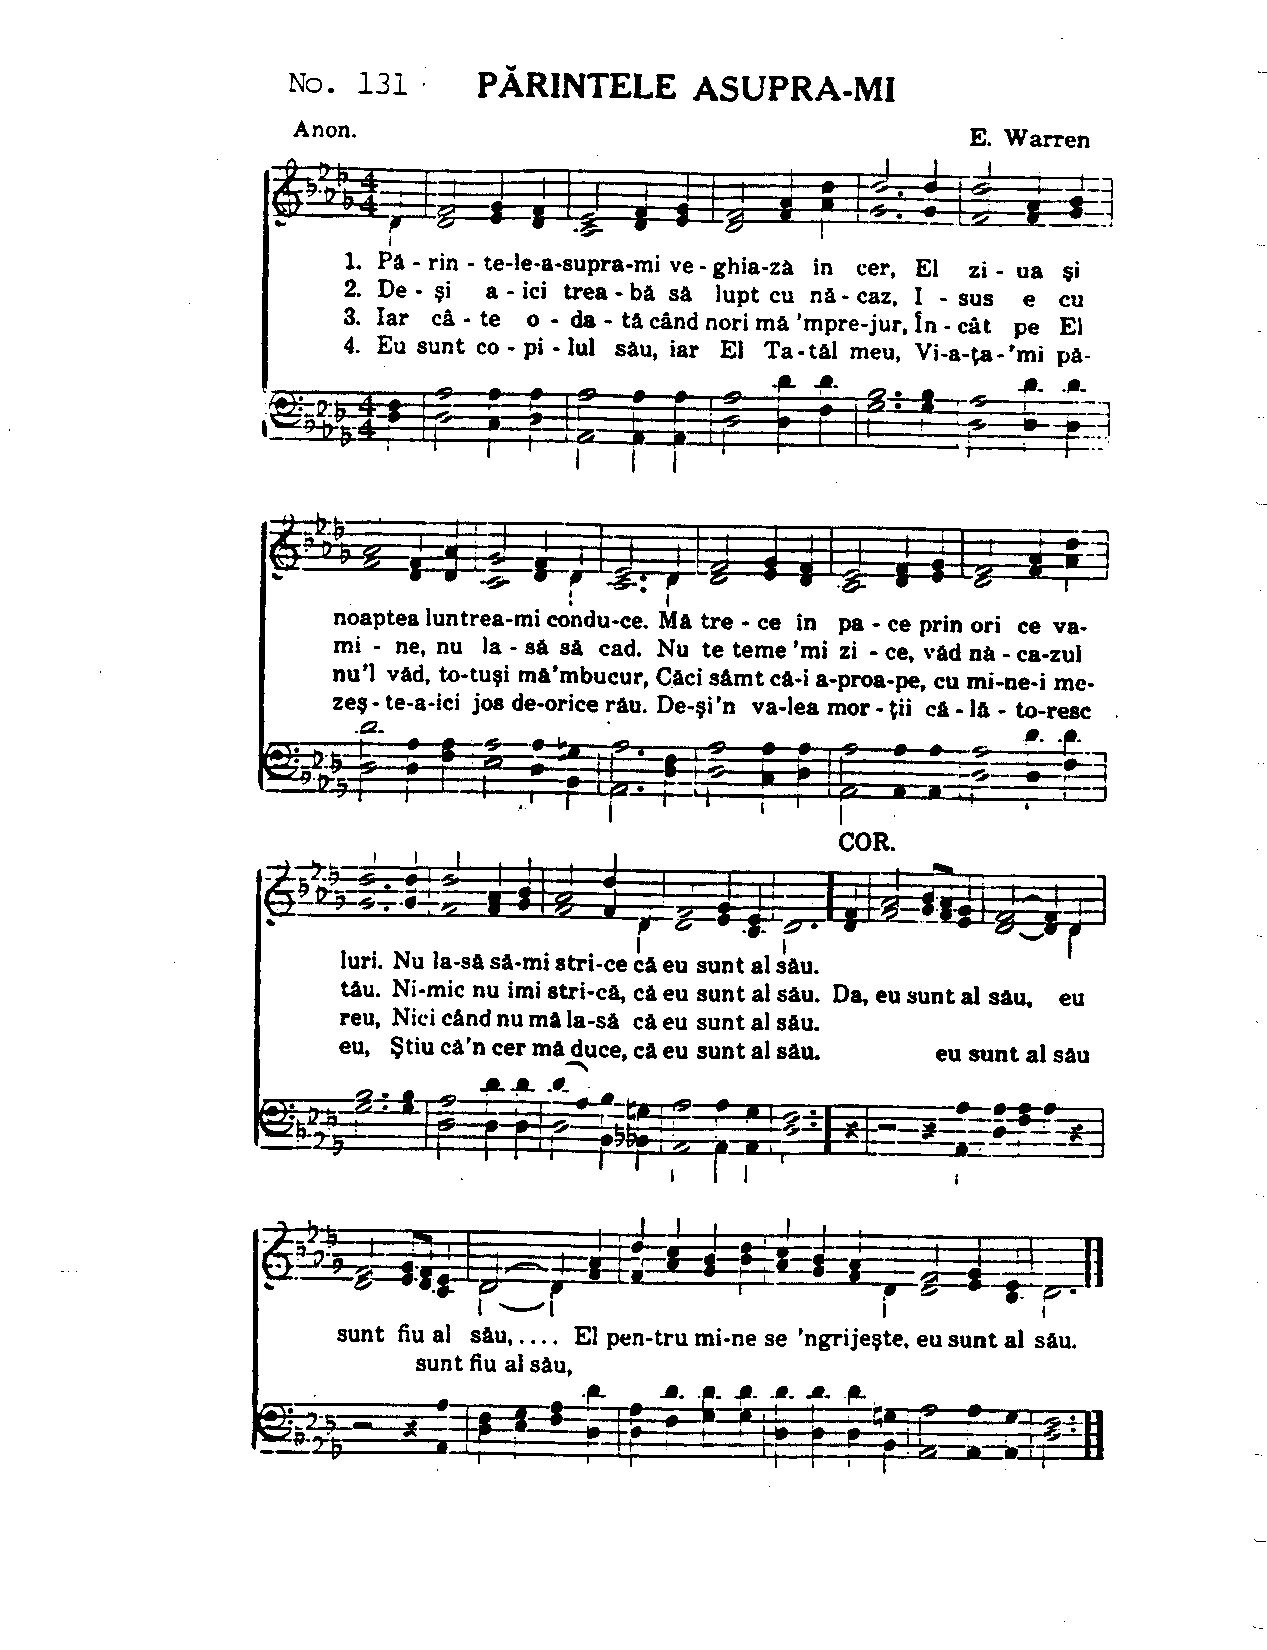 No. 131 PĂRINTELE ASUPRA-MI
Anon.
E. Warren
1. Pă - rin - te-le-a-supra-mi ve - ghia-ză in cer, El zi - ua şi
2. De - şi a - ici trea - bă să lupt cu nă - caz, I - sus e cu
3. Iar câ - te o - da - tă când nori mă 'mpre-jur, În - cât pe El
4. Eu sunt co - pi - lul său, iar El Ta - tăl meu, Vi-a-ţa-'mi pă-
noaptea luntrea-mi condu-ce. Mă tre - ce in pa - ce prin ori ce va-
mi - ne, nu la - să să cad. Nu te teme 'mi zi - ce, văd nă - ca-zul
nu'l văd, to-tuşi mă'mbucur, Căci sâmt că-i a-proa-pe, cu mi-ne-i me-
zeş - te-a-ici jos de-orice rău. De-şi'n va-lea mor - ţii că - lă - to-resc
COR.
luri. Nu la-să să-mi stri-ce că eu sunt al său.
tău. Ni-mic nu imi stri-că, că eu sunt al său. Da, eu sunt al său, eu
reu, Nici când nu mă la-să că eu sunt al său.
eu, Ştiu că'n cer mă duce, că eu sunt al său. eu sunt al său
sunt fiu al său,.... El pen-tru mi-ne se 'ngrijeşte, eu sunt al său.
sunt fiu al său,